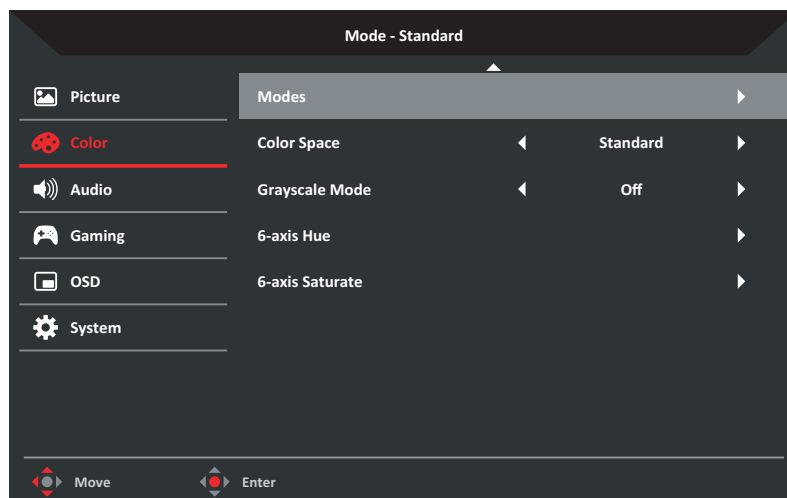 Mode - Standard
Picture
Modes
Color
Color Space Standard
Audio
Grayscale Mode Off
Gaming
6-axis Hue
OSD
6-axis Saturate
System
Move Enter